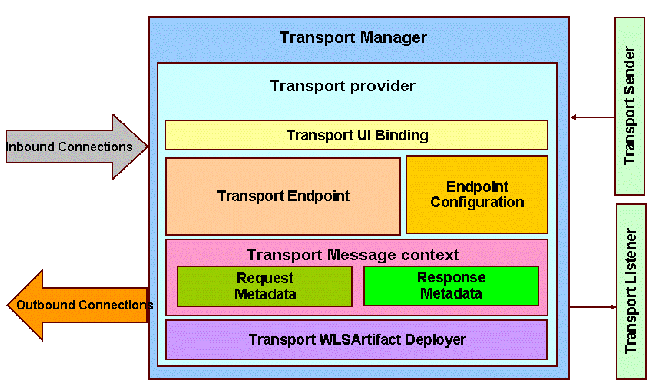 Transport Manager
Transport provider
Transport UI Binding
Inbound Connections
Transport Endpoint
Endpoint
Configuration
Transport Message context
Request
Metadata
Response
Metadata
Outbound Connections
Transport WLSArtifact Deployer
Transport Sender
Transport Listener